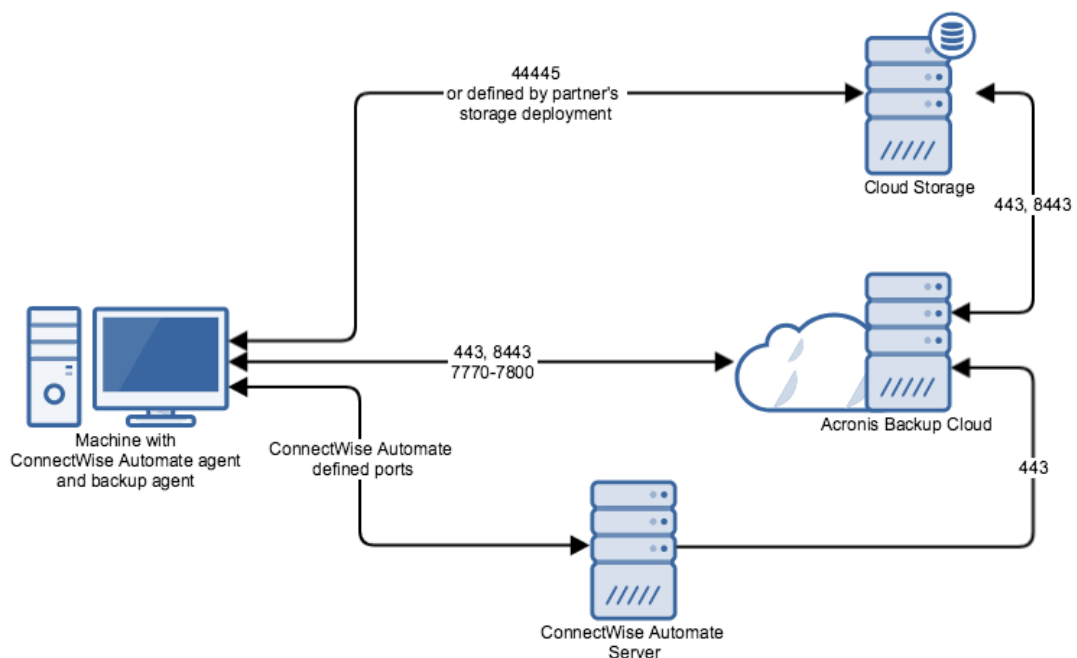 44445
or defined by partner's
storage deployment
Cloud Storage
443, 8443
443, 8443
7770-7800
Acronis Backup Cloud
Machine with
ConnectWise Automate agent
and backup agent
ConnectWise Automate
defined ports
443
ConnectWise Automate
Server